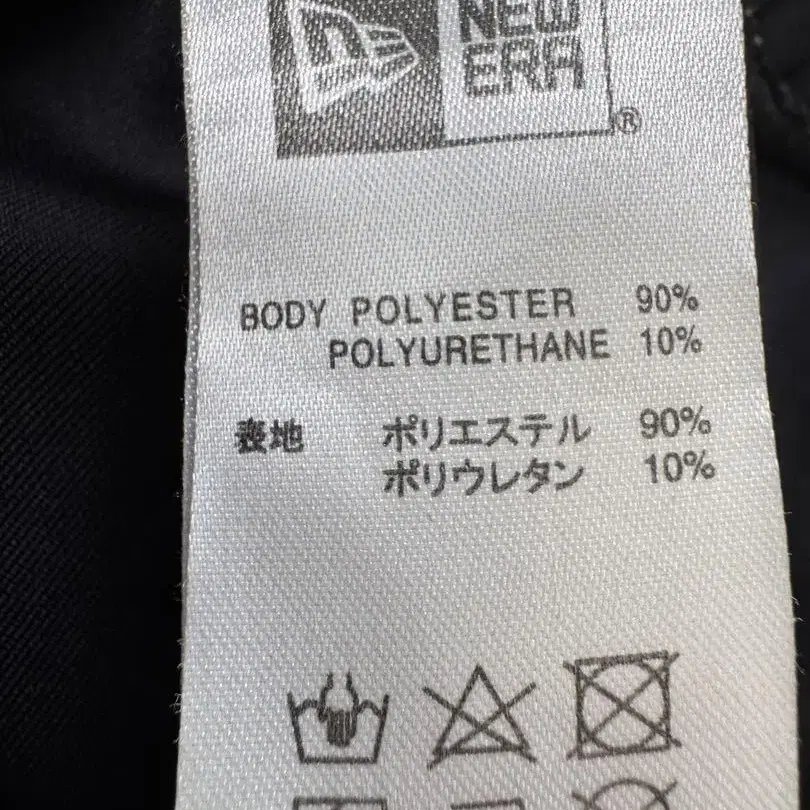 NEW
ERA®
BODY POLYESTER 90%
POLYURETHANE 10%
表地 ポリエステル 90%
ポリウレタン 10%